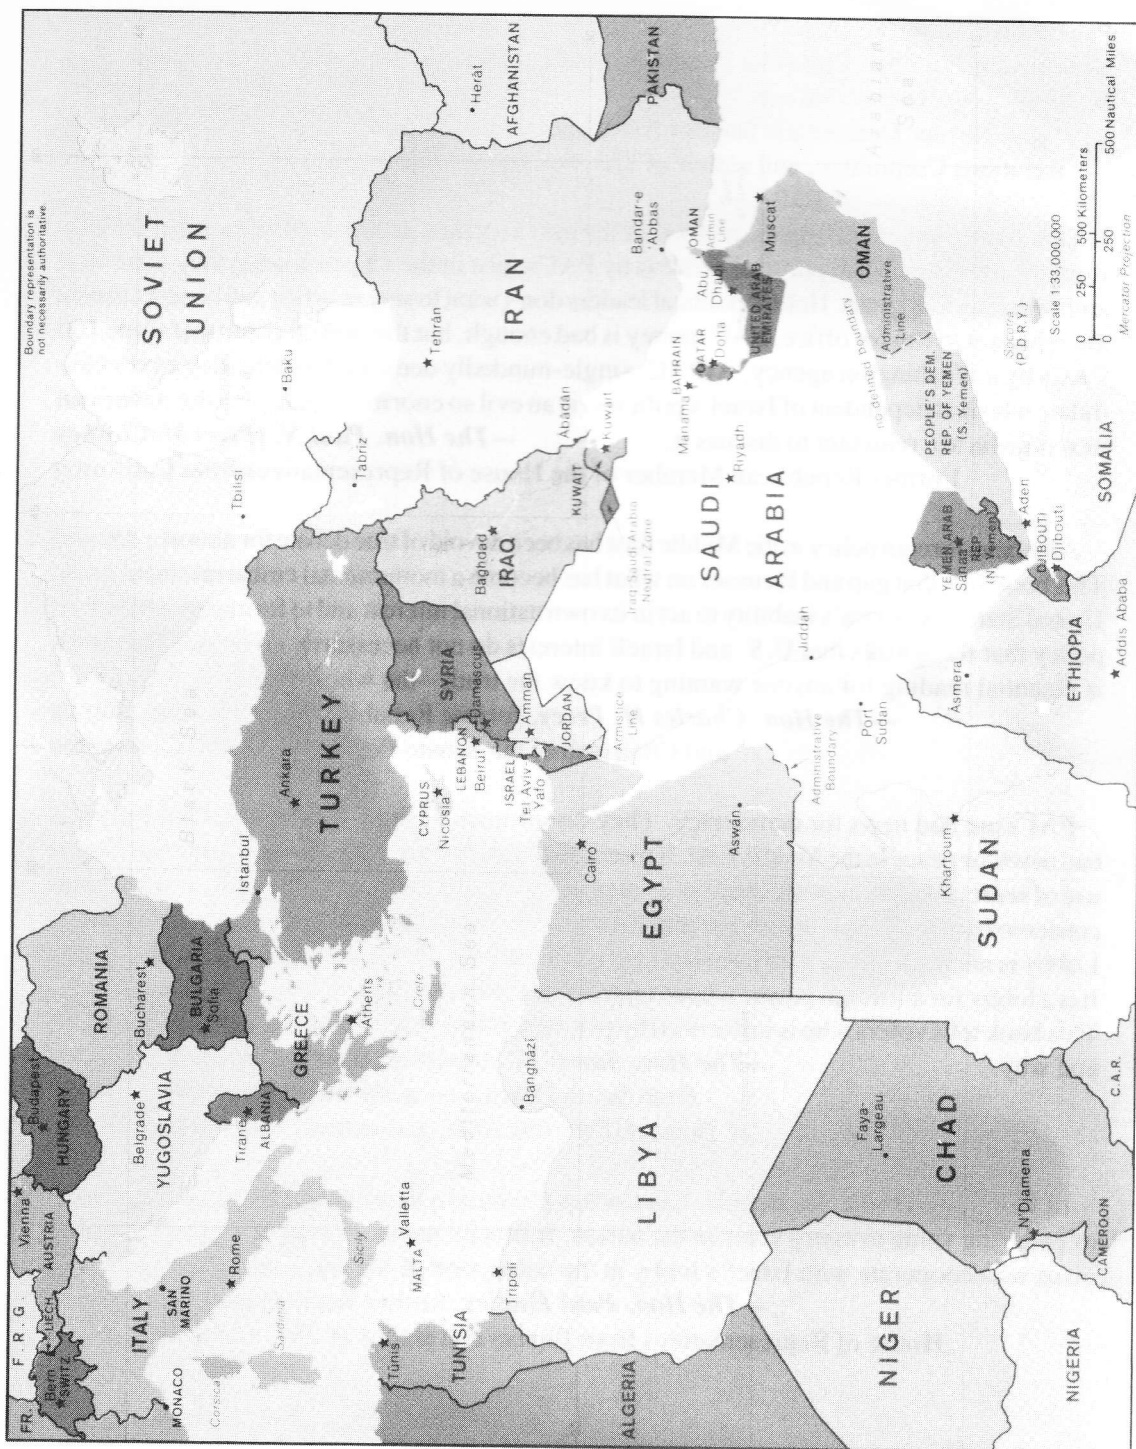 Boundary representation is
not necessarily authoritative
SOVIET
UNION
FR.
F. R. G.
Bern
SWITZ.
LIECH.
AUSTRIA
Vienna
Budapest
HUNGARY
ROMANIA
Bucharest
BULGARIA
Sofia
Belgrade
YUGOSLAVIA
Tirane
ALBANIA
ITALY
SAN
MARINO
MONACO
Rome
Corsica
Sardinia
Sicily
GREECE
Athens
Crete
İstanbul
Ankara
TURKEY
Tbilisi
Baku
Tabriz
Tehrān
IRAN
Herāt
AFGHANISTAN
PAKISTAN
Bandar-e
Abbas
Abādān
MALTA
Valletta
CYPRUS
Nicosia
LEBANON
Beirut
SYRIA
Damascus
ISRAEL
Tel Aviv
Yafo
Amman
JORDAN
Armistice
Line
Baghdad
IRAQ
KUWAIT
Kuwait
Iraq-Saudi Arabia
Neutral Zone
BAHRAIN
Manama
QATAR
Doha
Abu
Dhabi
UNITED ARAB
EMIRATES
OMAN
Admin
Line
Muscat
OMAN
Riyadh
SAUDI
ARABIA
Jiddah
no defined boundary
Administrative
Line
PEOPLE'S DEM.
REP. OF YEMEN
(S. Yemen)
YEMEN ARAB
REP.
(N. Yemen)
Sanaa
Aden
Socotra
(P.D.R.Y.)
Tunis
TUNISIA
ALGERIA
Tripoli
Banghāzī
LIBYA
Cairo
EGYPT
Aswān
Administrative
Boundary
Port
Sudan
Khartoum
SUDAN
Asmera
ETHIOPIA
Addis Ababa
DJIBOUTI
Djibouti
SOMALIA
NIGER
NIGERIA
CHAD
Faya-
Largeau
N'Djamena
CAMEROON
C.A.R.
Scale 1:33,000,000
0 250 500 Kilometers
0 250 500 Nautical Miles
Mercator Projection